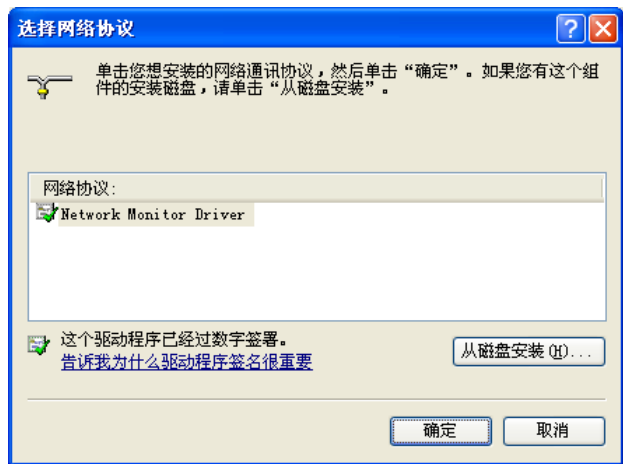 选择网络协议
单击您想安装的网络通讯协议，然后单击“确定”。如果您有这个组
件的安装磁盘，请单击“从磁盘安装”。
网络协议:
Network Monitor Driver
这个驱动程序已经过数字签署。
告诉我为什么驱动程序签名很重要
从磁盘安装(H)...
确定
取消